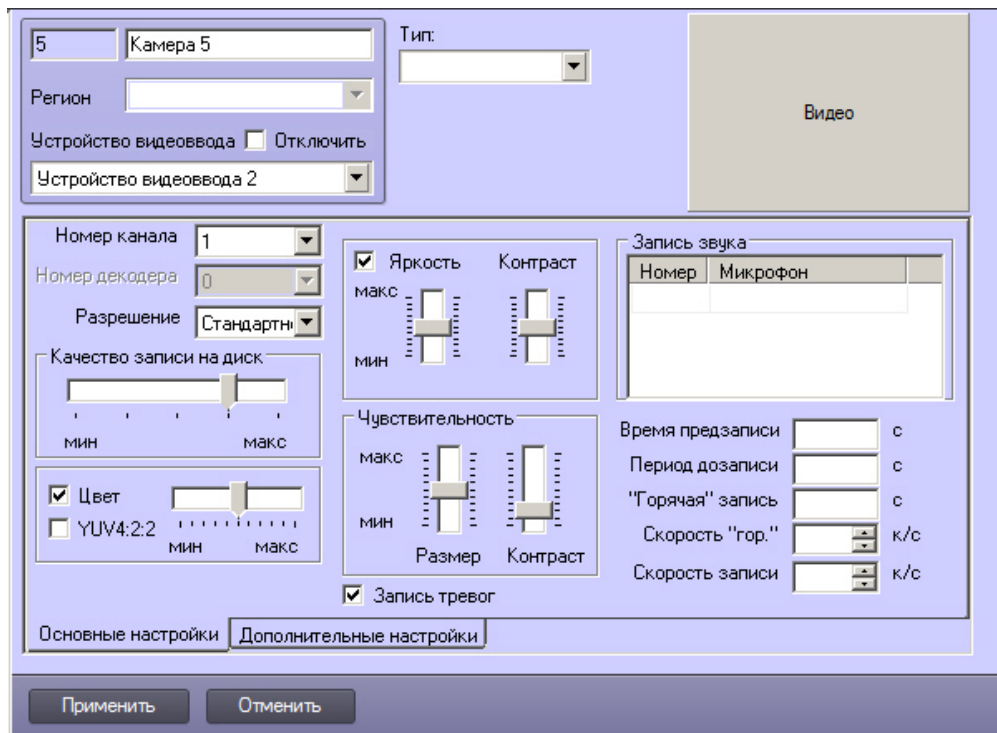 5 Камера 5
Тип:
Регион
Видео
Устройство видеоввода Отключить
Устройство видеоввода 2
Номер канала 1
Номер декодера 0
Разрешение Стандартн
Качество записи на диск
мин макс
Цвет
YUV4:2:2
мин макс
Яркость Контраст
макс
мин
Чувствительность
макс
мин
Размер Контраст
Запись тревог
Запись звука
Номер Микрофон
Время предзаписи с
Период дозаписи с
"Горячая" запись с
Скорость "гор." к/с
Скорость записи к/с
Основные настройки Дополнительные настройки
Применить Отменить